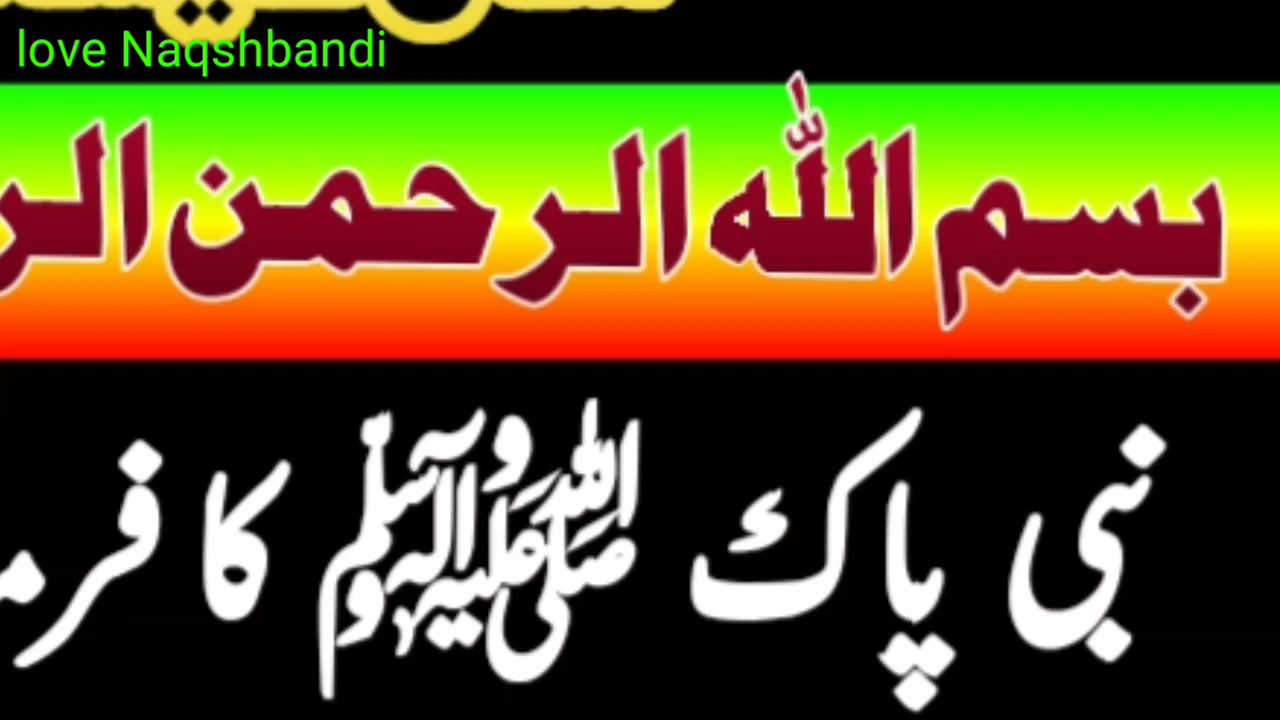 love Naqshbandi
بسم اللہ الرحمن
نبی پاک صلی اللہ علیہ وآلہ وسلم کا